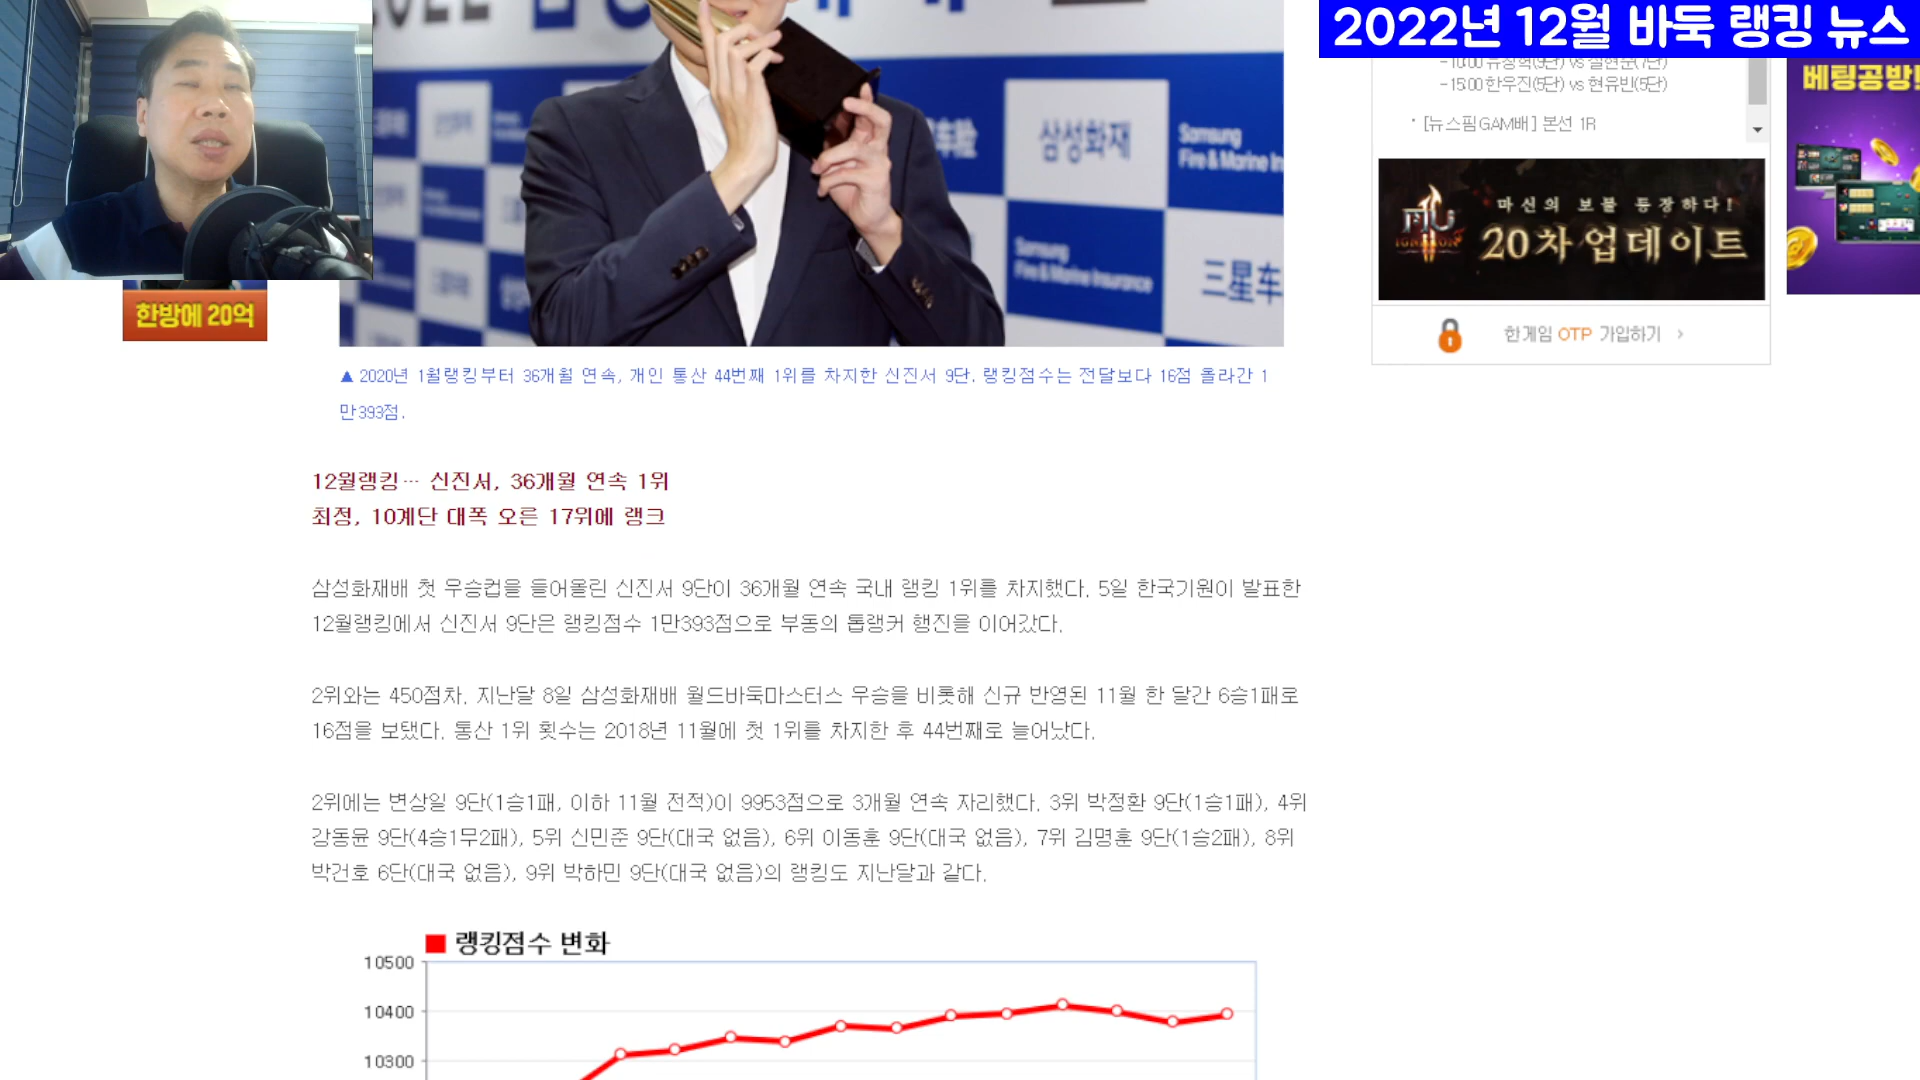 2022년 12월 바둑 랭킹 뉴스
베팅공방!
- 15:00 한우진(5단) vs 현유빈(5단)
[뉴스핌GAM배] 본선 1R
삼성화재
Samsung
Fire & Marine In
Samsung
Fire & Marine Insurance
三星车
마신의 보물 등장하다!
MU
IGNITION
20차 업데이트
한방에 20억
한게임 OTP 가입하기 >
▲ 2020년 1월랭킹부터 36개월 연속, 개인 통산 44번째 1위를 차지한 신진서 9단. 랭킹점수는 전달보다 16점 올라간 1
만393점.
12월랭킹… 신진서, 36개월 연속 1위
최정, 10계단 대폭 오른 17위에 랭크
삼성화재배 첫 우승컵을 들어올린 신진서 9단이 36개월 연속 국내 랭킹 1위를 차지했다. 5일 한국기원이 발표한
12월랭킹에서 신진서 9단은 랭킹점수 1만393점으로 부동의 톱랭커 행진을 이어갔다.
2위와는 450점차. 지난달 8일 삼성화재배 월드바둑마스터스 우승을 비롯해 신규 반영된 11월 한 달간 6승1패로
16점을 보탰다. 통산 1위 횟수는 2018년 11월에 첫 1위를 차지한 후 44번째로 늘어났다.
2위에는 변상일 9단(1승1패, 이하 11월 전적)이 9953점으로 3개월 연속 자리했다. 3위 박정환 9단(1승1패), 4위
강동윤 9단(4승1무2패), 5위 신민준 9단(대국 없음), 6위 이동훈 9단(대국 없음), 7위 김명훈 9단(1승2패), 8위
박건호 6단(대국 없음), 9위 박하민 9단(대국 없음)의 랭킹도 지난달과 같다.
랭킹점수 변화
10500
10400
10300